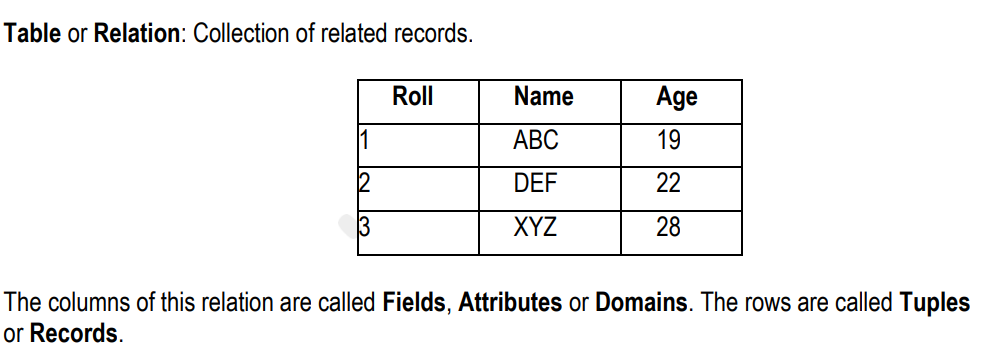 Table or Relation: Collection of related records.
Roll Name Age
1 ABC 19
2 DEF 22
3 XYZ 28
The columns of this relation are called Fields, Attributes or Domains. The rows are called Tuples
or Records.